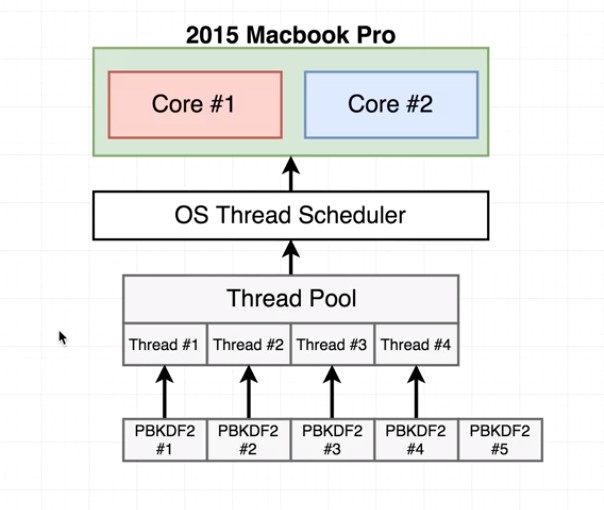 2015 Macbook Pro
Core #1
Core #2
OS Thread Scheduler
Thread Pool
Thread #1
Thread #2
Thread #3
Thread #4
PBKDF2
#1
PBKDF2
#2
PBKDF2
#3
PBKDF2
#4
PBKDF2
#5